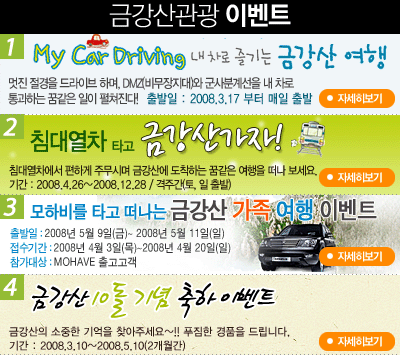 금강산관광 이벤트
1 My Car Driving 내 차로 즐기는 금강산 여행
멋진 절경을 드라이브 하며, DMZ(비무장지대)와 군사분계선을 내 차로
통과하는 꿈같은 일이 펼쳐진다! 출발일 : 2008.3.17 부터 매일 출발
자세히보기
2 침대열차 타고 금강산가자!
침대열차에서 편하게 주무시며 금강산에 도착하는 꿈같은 여행을 떠나 보세요.
기간 : 2008.4.26~2008.12.28 / 격주간(토, 일 출발)
자세히보기
3 모하비를 타고 떠나는 금강산 가족 여행 이벤트
출발일 : 2008년 5월 9일(금)~ 2008년 5월 11일(일)
접수기간 : 2008년 4월 3일(목)~2008년 4월 20일(일)
참가대상 : MOHAVE 출고고객
자세히보기
4 금강산 10돌 기념 축하 이벤트
금강산의 소중한 기억을 찾아주세요~!! 푸짐한 경품을 드립니다.
기간 : 2008.3.10~2008.5.10(2개월간)
자세히보기